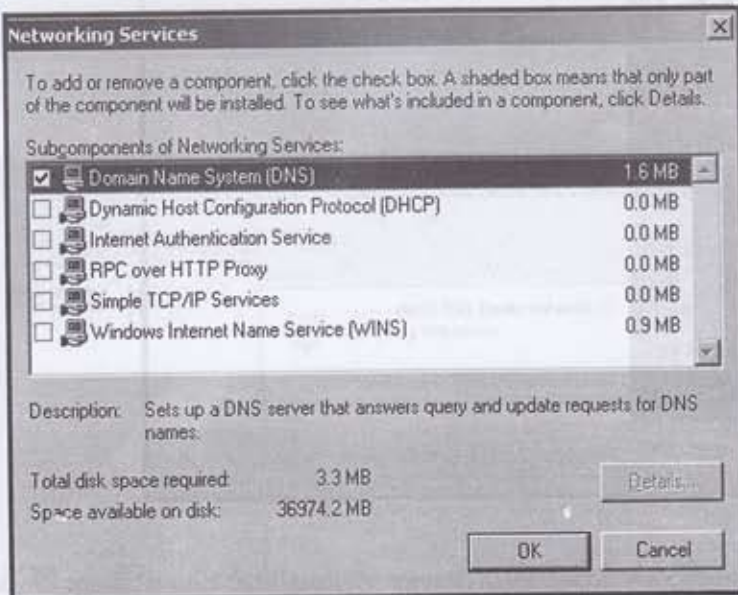 Networking Services
To add or remove a component, click the check box. A shaded box means that only part
of the component will be installed. To see what's included in a component, click Details.
Subcomponents of Networking Services:
Domain Name System (DNS) 1.6 MB
Dynamic Host Configuration Protocol (DHCP) 0.0 MB
Internet Authentication Service 0.0 MB
RPC over HTTP Proxy 0.0 MB
Simple TCP/IP Services 0.0 MB
Windows Internet Name Service (WINS) 0.9 MB
Description: Sets up a DNS server that answers query and update requests for DNS
names.
Total disk space required: 3.3 MB
Details...
Space available on disk: 36974.2 MB
OK Cancel